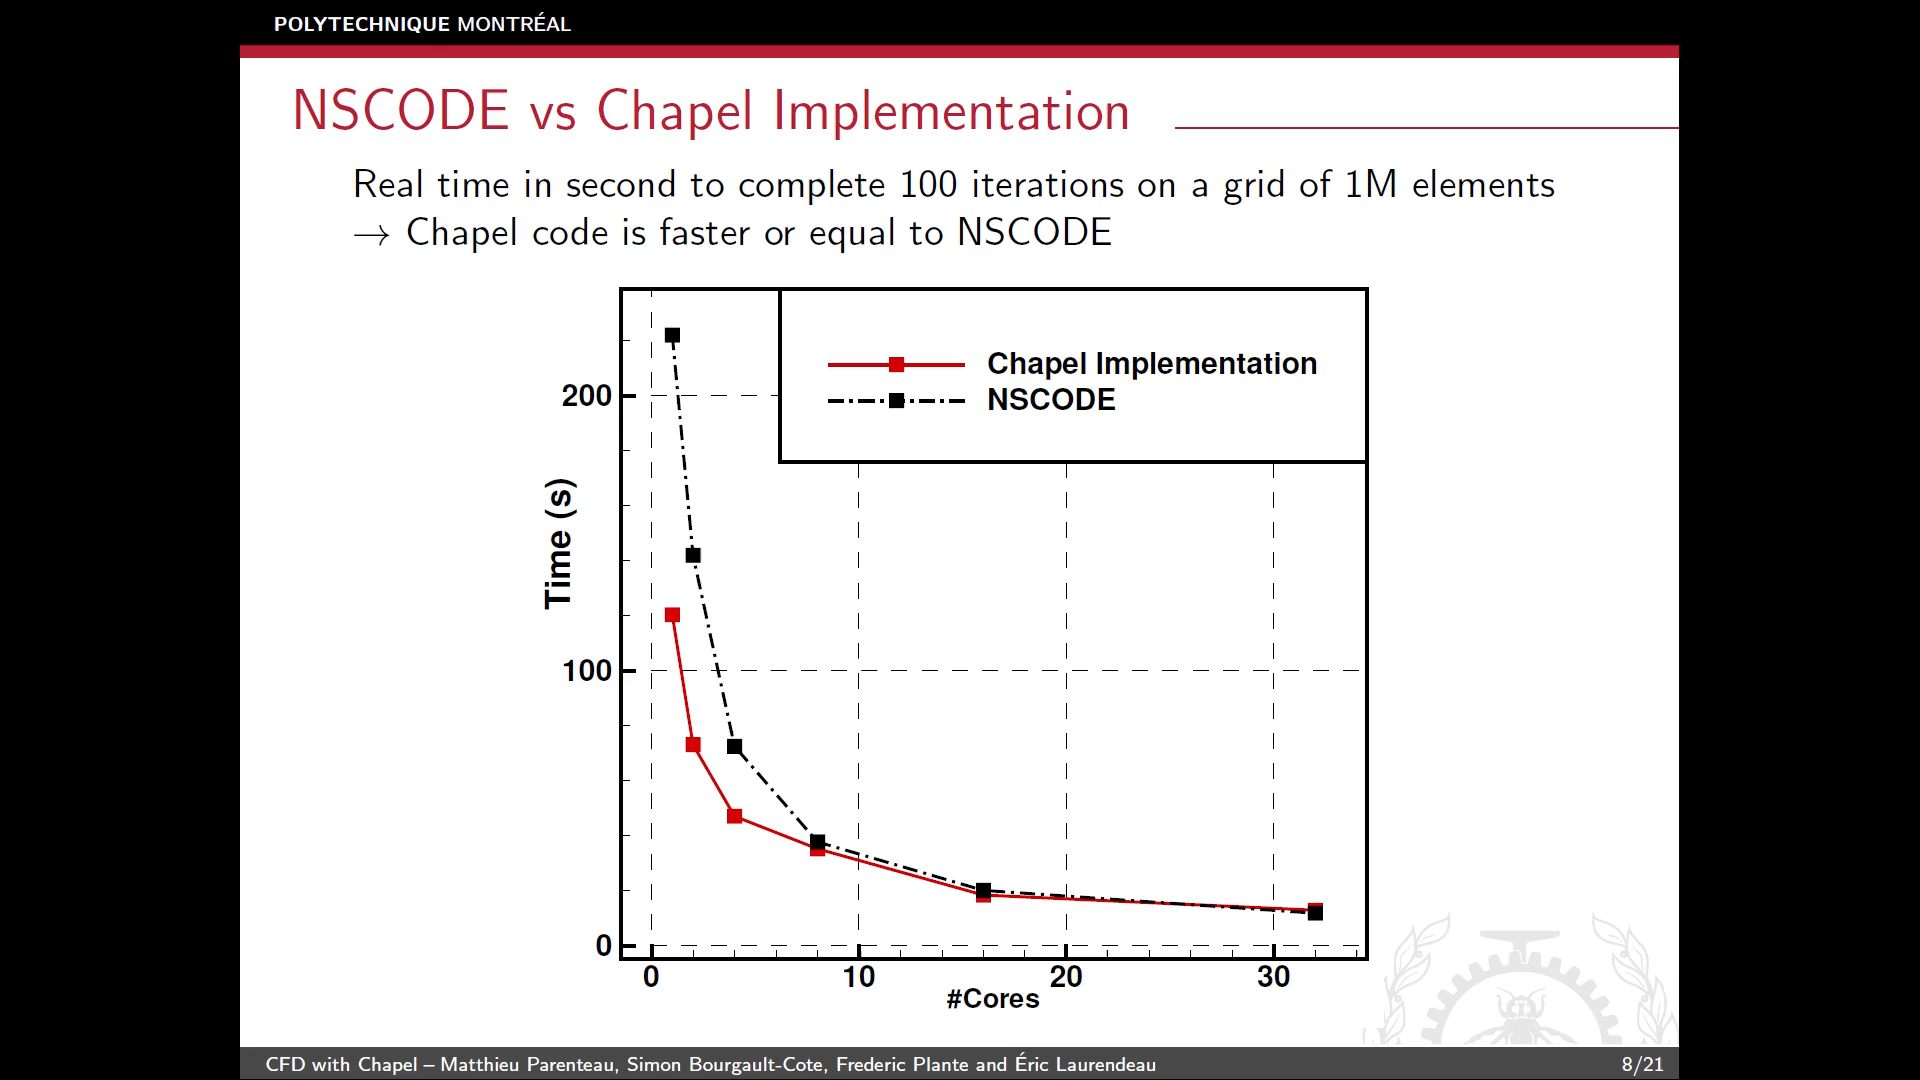 POLYTECHNIQUE MONTRÉAL
NSCODE vs Chapel Implementation
Real time in second to complete 100 iterations on a grid of 1M elements
→ Chapel code is faster or equal to NSCODE
Chapel Implementation
NSCODE
200
100
0
Time (s)
0 10 20 30
#Cores
CFD with Chapel – Matthieu Parenteau, Simon Bourgault-Cote, Frederic Plante and Éric Laurendeau 8/21